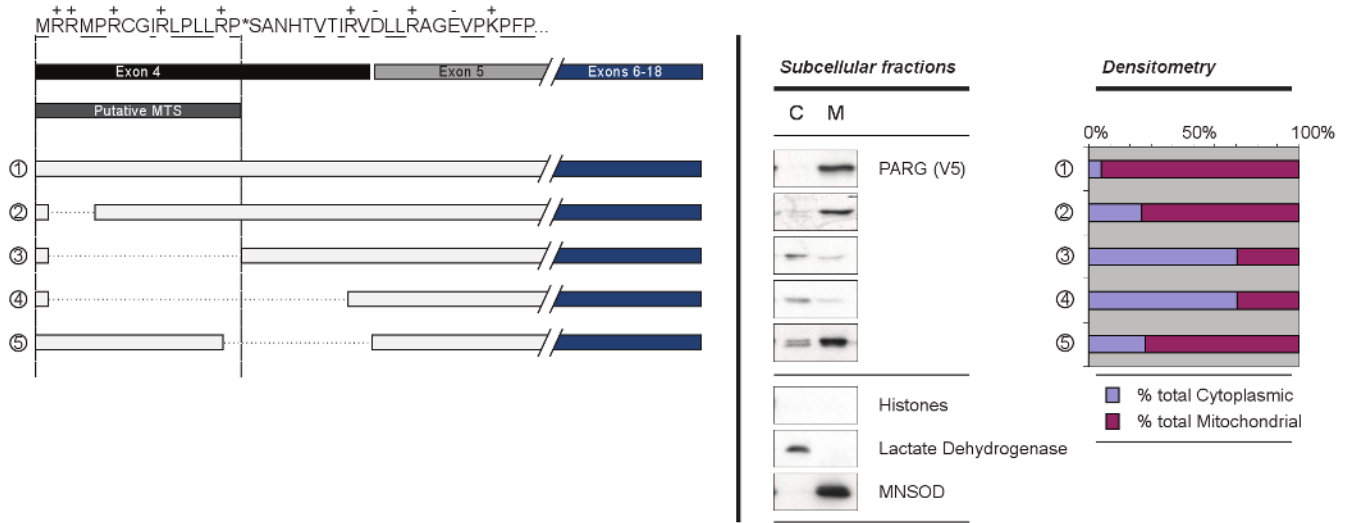 + + + + + + - + - +
MRRMPRCGIRLPLLRP*SANHTVTIRVDLLRAGEVPKPFP...
Exon 4 Exon 5 Exons 6-18
Putative MTS
①
②
③
④
⑤
Subcellular fractions
C M
PARG (V5)
Histones
Lactate Dehydrogenase
MNSOD
Densitometry
0% 50% 100%
①
②
③
④
⑤
% total Cytoplasmic
% total Mitochondrial